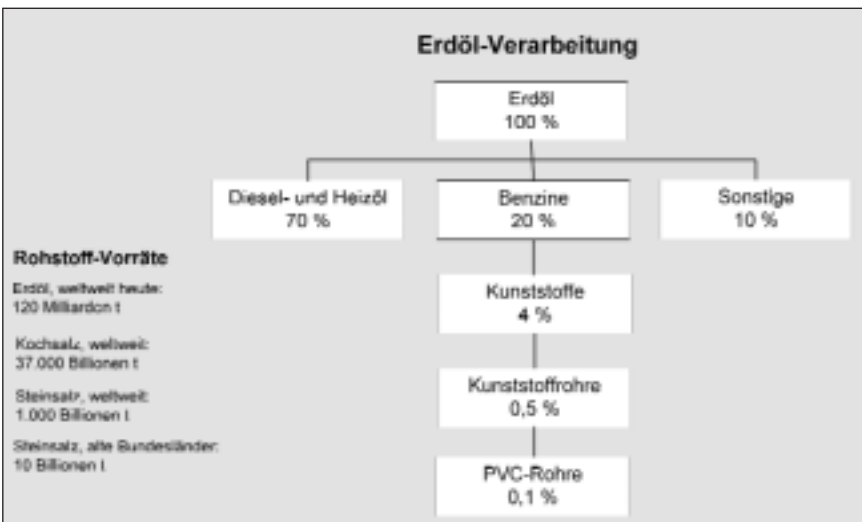 Erdöl-Verarbeitung
Erdöl
100 %
Diesel- und Heizöl
70 %
Benzine
20 %
Sonstige
10 %
Rohstoff-Vorräte
Erdöl, weltweit heute:
120 Milliarden t
Kunststoffe
4 %
Kochsalz, weltweit:
37.000 Billionen t
Steinsalz, weltweit:
1.000 Billionen t
Kunststoffrohre
0,5 %
Steinsalz, alte Bundesländer:
10 Billionen t
PVC-Rohre
0,1 %